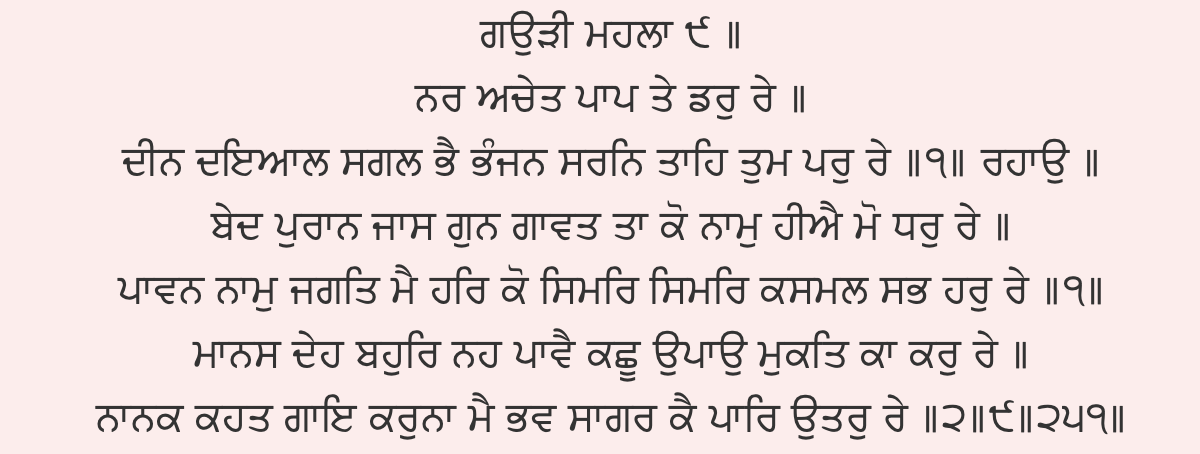 ਗਉੜੀ ਮਹਲਾ ੯ ॥
ਨਰ ਅਚੇਤ ਪਾਪ ਤੇ ਡਰੁ ਰੇ ॥
ਦੀਨ ਦਇਆਲ ਸਗਲ ਭੈ ਭੰਜਨ ਸਰਨਿ ਤਾਹਿ ਤੁਮ ਪਰੁ ਰੇ ॥੧॥ ਰਹਾਉ ॥
ਬੇਦ ਪੁਰਾਨ ਜਾਸ ਗੁਨ ਗਾਵਤ ਤਾ ਕੋ ਨਾਮੁ ਹੀਐ ਮੋ ਧਰੁ ਰੇ ॥
ਪਾਵਨ ਨਾਮੁ ਜਗਤਿ ਮੈ ਹਰਿ ਕੋ ਸਿਮਰਿ ਸਿਮਰਿ ਕਸਮਲ ਸਭ ਹਰੁ ਰੇ ॥੧॥
ਮਾਨਸ ਦੇਹ ਬਹੁਰਿ ਨਹ ਪਾਵੈ ਕਛੂ ਉਪਾਉ ਮੁਕਤਿ ਕਾ ਕਰੁ ਰੇ ॥
ਨਾਨਕ ਕਹਤ ਗਾਇ ਕਰੁਨਾ ਮੈ ਭਵ ਸਾਗਰ ਕੈ ਪਾਰਿ ਉਤਰੁ ਰੇ ॥੨॥੯॥੨੫੧॥